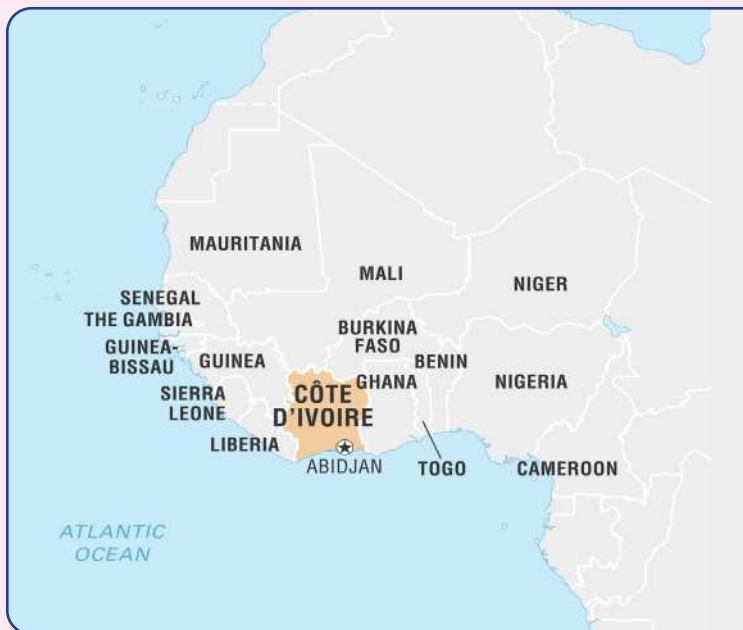 MAURITANIA
MALI
NIGER
SENEGAL
THE GAMBIA
GUINEA-
BISSAU
GUINEA
BURKINA
FASO
BENIN
NIGERIA
GHANA
SIERRA
LEONE
CÔTE
D'IVOIRE
LIBERIA
ABIDJAN
TOGO
CAMEROON
ATLANTIC
OCEAN